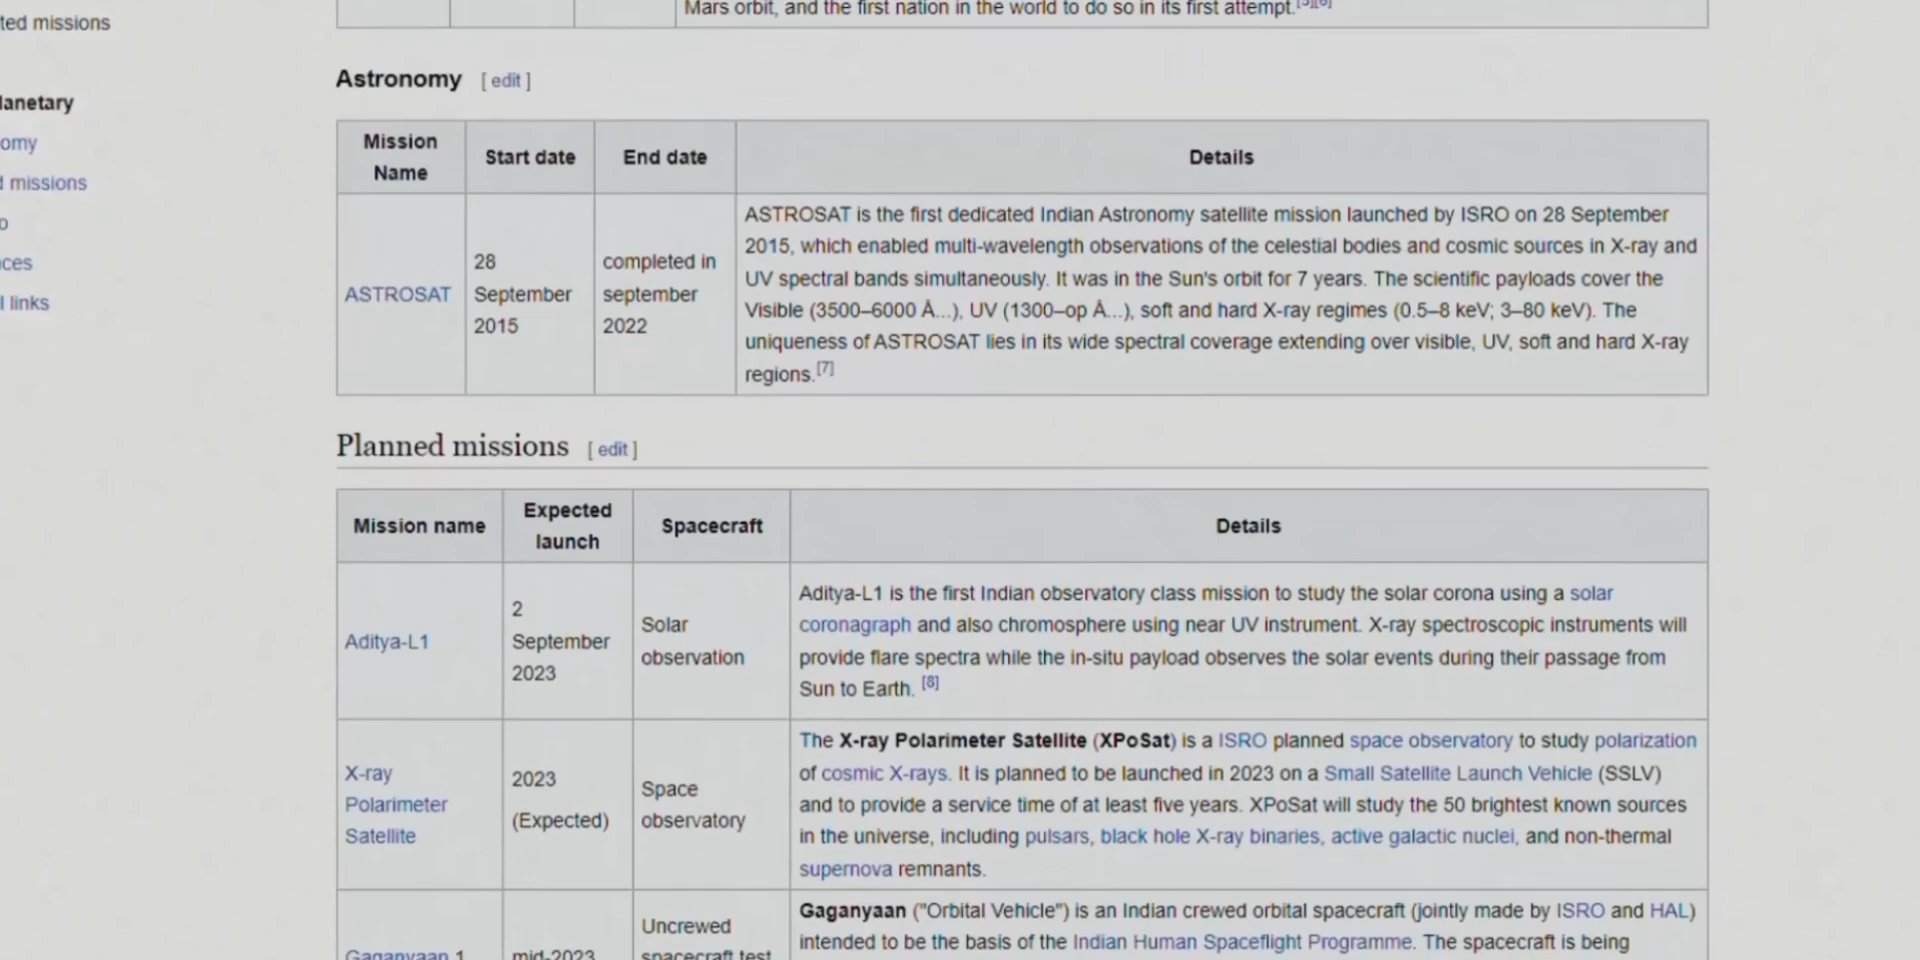 ted missions
lanetary
omy
d missions
o
ces
l links
Mars orbit, and the first nation in the world to do so in its first attempt.[5][6]
Astronomy [ edit ]
Mission Name
Start date
End date
Details
ASTROSAT
28
September
2015
completed in
september
2022
ASTROSAT is the first dedicated Indian Astronomy satellite mission launched by ISRO on 28 September
2015, which enabled multi-wavelength observations of the celestial bodies and cosmic sources in X-ray and
UV spectral bands simultaneously. It was in the Sun's orbit for 7 years. The scientific payloads cover the
Visible (3500–6000 Å...), UV (1300–op Å...), soft and hard X-ray regimes (0.5–8 keV; 3–80 keV). The
uniqueness of ASTROSAT lies in its wide spectral coverage extending over visible, UV, soft and hard X-ray
regions.[7]
Planned missions [ edit ]
Mission name
Expected
launch
Spacecraft
Details
Aditya-L1
2
September
2023
Solar
observation
Aditya-L1 is the first Indian observatory class mission to study the solar corona using a solar
coronagraph and also chromosphere using near UV instrument. X-ray spectroscopic instruments will
provide flare spectra while the in-situ payload observes the solar events during their passage from
Sun to Earth. [8]
X-ray
Polarimeter
Satellite
2023
(Expected)
Space
observatory
The X-ray Polarimeter Satellite (XPoSat) is a ISRO planned space observatory to study polarization
of cosmic X-rays. It is planned to be launched in 2023 on a Small Satellite Launch Vehicle (SSLV)
and to provide a service time of at least five years. XPoSat will study the 50 brightest known sources
in the universe, including pulsars, black hole X-ray binaries, active galactic nuclei, and non-thermal
supernova remnants.
Gaganyaan 1
mid-2023
Uncrewed
spacecraft test
Gaganyaan ("Orbital Vehicle") is an Indian crewed orbital spacecraft (jointly made by ISRO and HAL)
intended to be the basis of the Indian Human Spaceflight Programme. The spacecraft is being